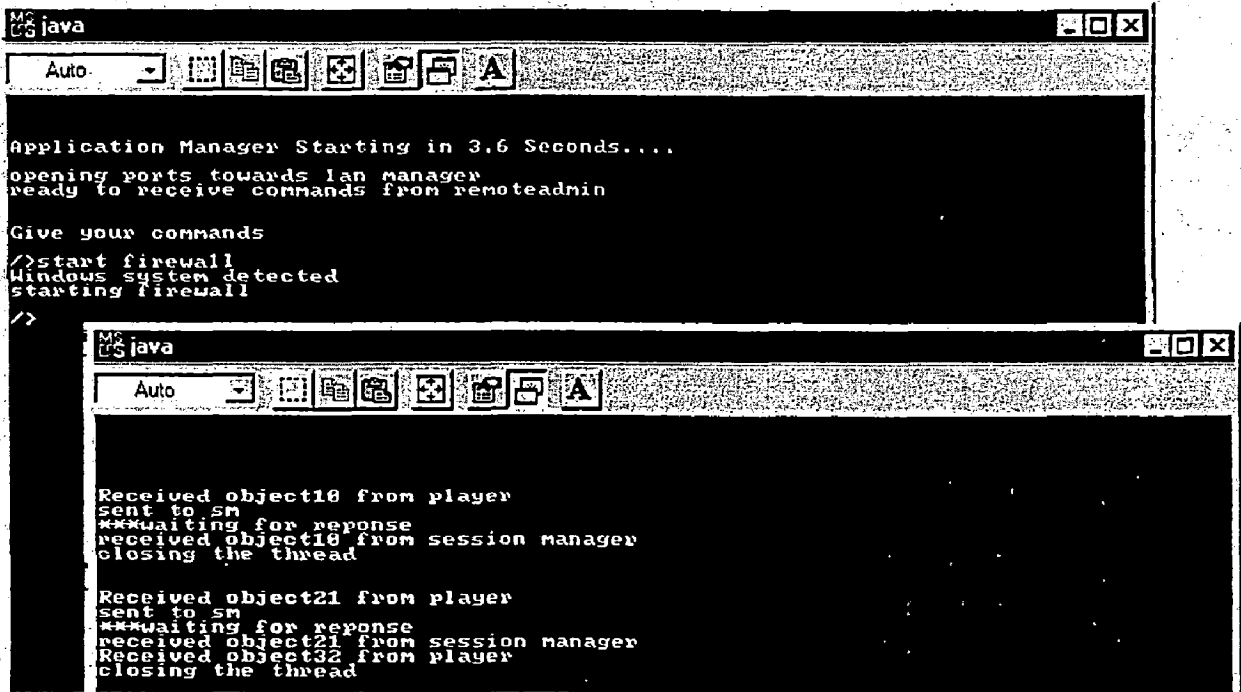 java
Auto
A
Application Manager Starting in 3.6 Seconds....
opening ports towards lan manager
ready to receive commands from remoteadmin
Give your commands
/>start firewall
Windows system detected
starting firewall
/>
java
Auto
A
Received object10 from player
sent to sm
***waiting for reponse
received object10 from session manager
closing the thread
Received object21 from player
sent to sm
***waiting for reponse
received object21 from session manager
Received object32 from player
closing the thread